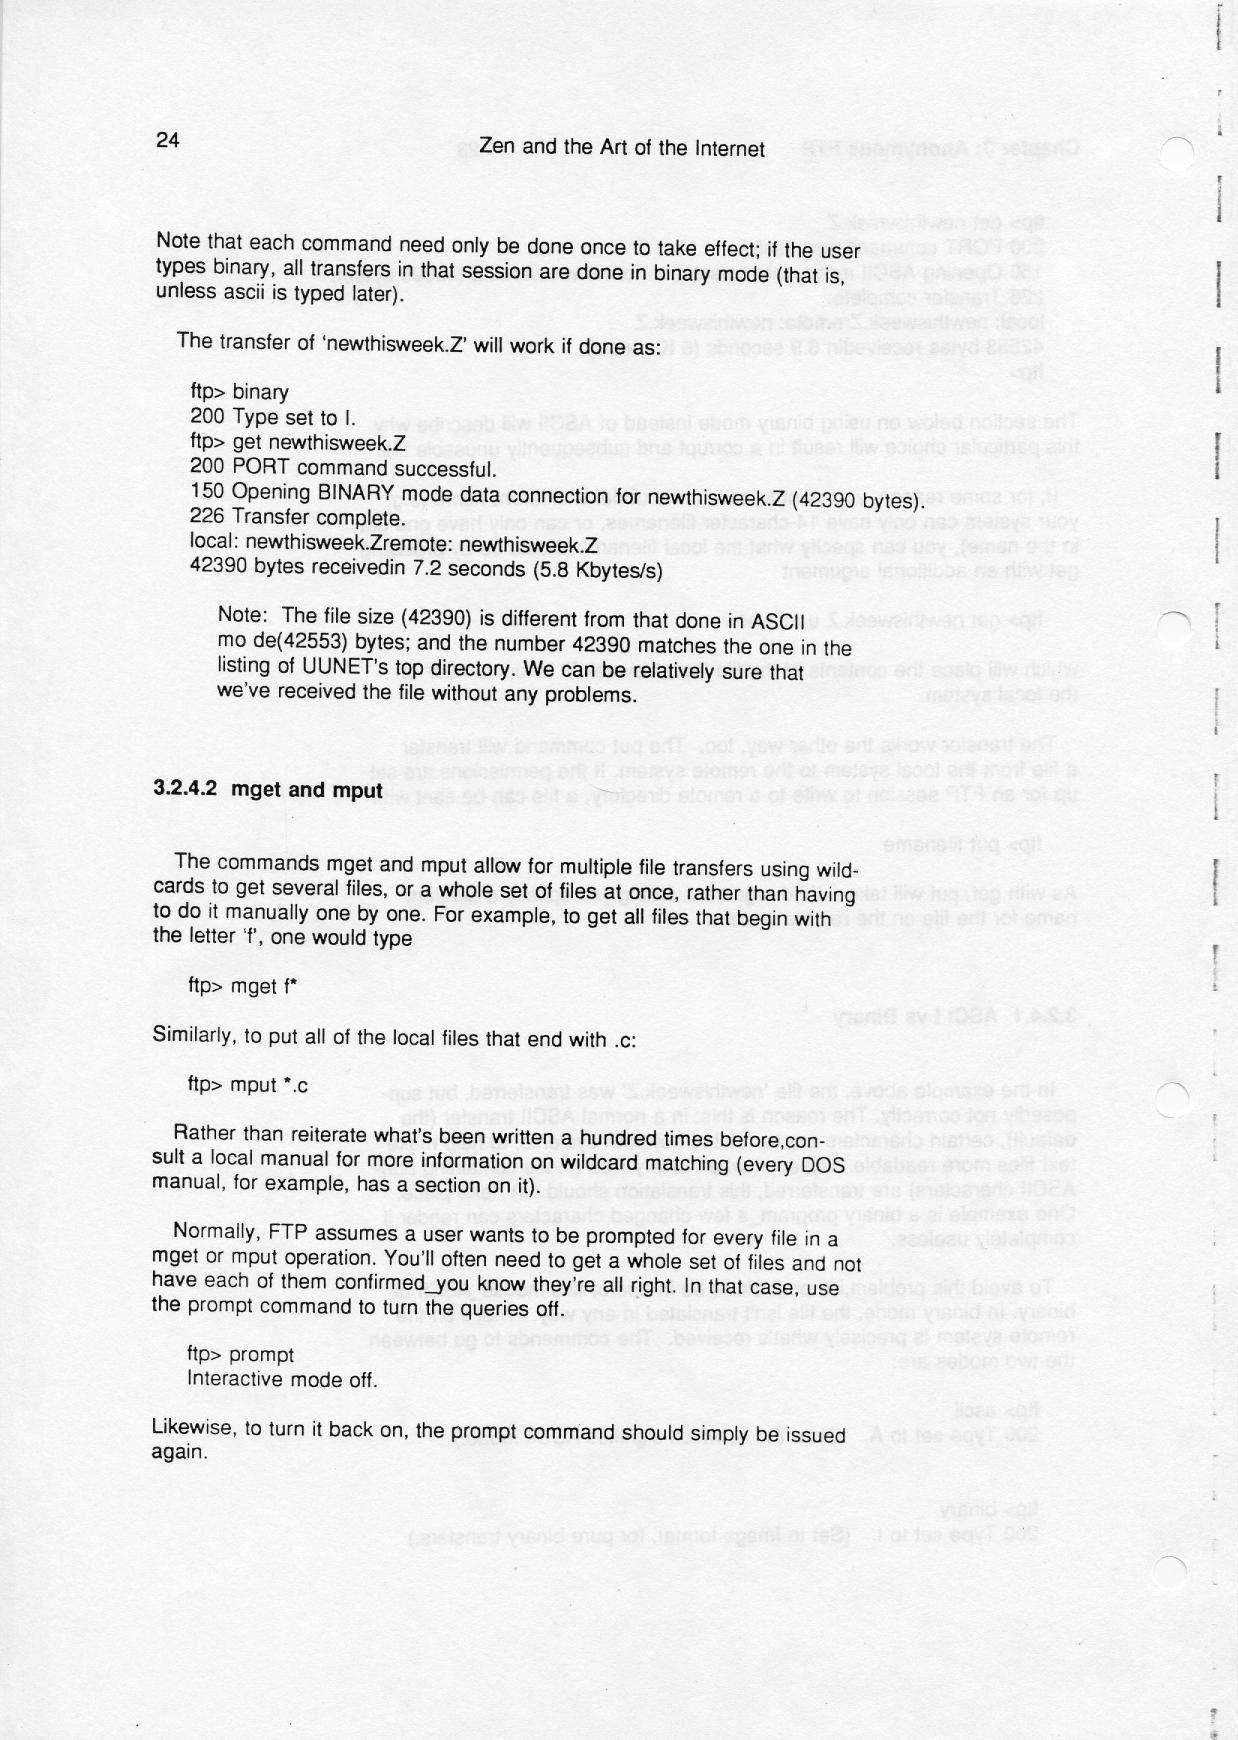 24
Zen and the Art of the Internet
Note that each command need only be done once to take effect; if the user
types binary, all transfers in that session are done in binary mode (that is,
unless ascii is typed later).
The transfer of 'newthisweek.Z' will work if done as:
ftp> binary
200 Type set to I.
ftp> get newthisweek.Z
200 PORT command successful.
150 Opening BINARY mode data connection for newthisweek.Z (42390 bytes).
226 Transfer complete.
local: newthisweek.Zremote: newthisweek.Z
42390 bytes receivedin 7.2 seconds (5.8 Kbytes/s)
Note: The file size (42390) is different from that done in ASCII
mo de(42553) bytes; and the number 42390 matches the one in the
listing of UUNET's top directory. We can be relatively sure that
we've received the file without any problems.
3.2.4.2 mget and mput
The commands mget and mput allow for multiple file transfers using wild-
cards to get several files, or a whole set of files at once, rather than having
to do it manually one by one. For example, to get all files that begin with
the letter 'f', one would type
ftp> mget f*
Similarly, to put all of the local files that end with .c:
ftp> mput *.c
Rather than reiterate what's been written a hundred times before,con-
sult a local manual for more information on wildcard matching (every DOS
manual, for example, has a section on it).
Normally, FTP assumes a user wants to be prompted for every file in a
mget or mput operation. You'll often need to get a whole set of files and not
have each of them confirmed_you know they're all right. In that case, use
the prompt command to turn the queries off.
ftp> prompt
Interactive mode off.
Likewise, to turn it back on, the prompt command should simply be issued
again.